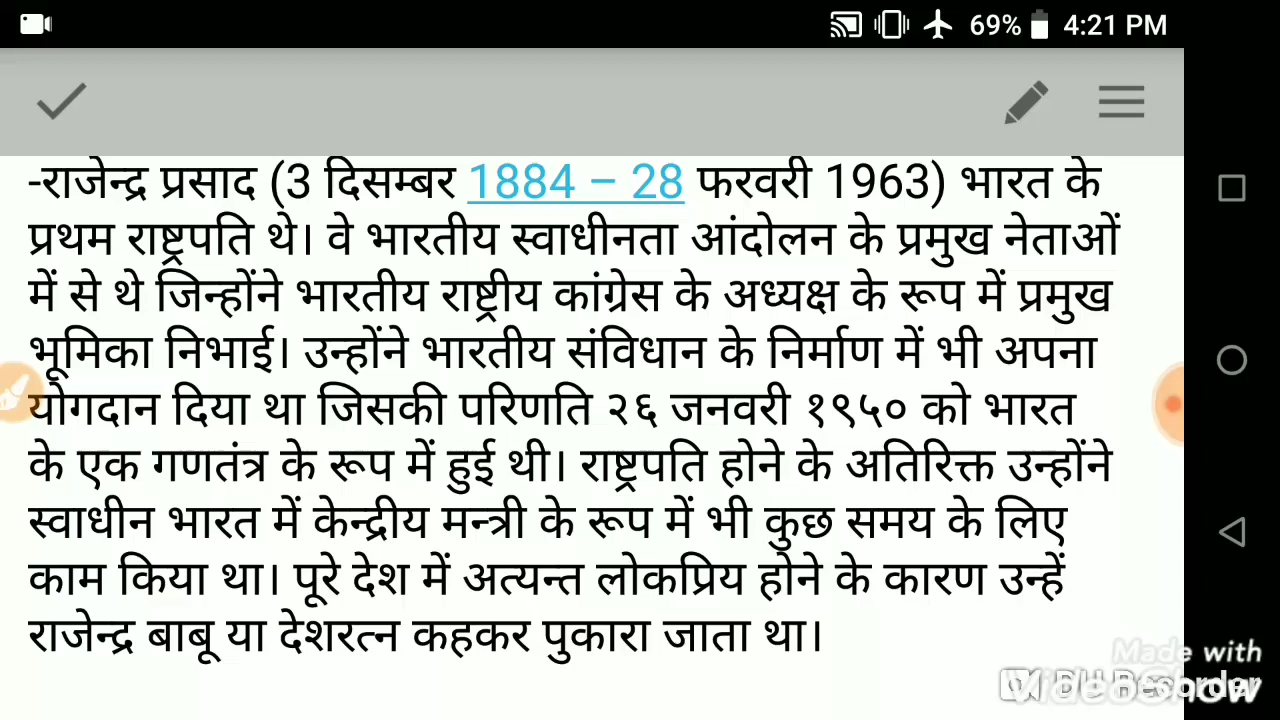 69% 4:21 PM
-राजेन्द्र प्रसाद (3 दिसम्बर 1884 – 28 फरवरी 1963) भारत के
प्रथम राष्ट्रपति थे। वे भारतीय स्वाधीनता आंदोलन के प्रमुख नेताओं
में से थे जिन्होंने भारतीय राष्ट्रीय कांग्रेस के अध्यक्ष के रूप में प्रमुख
भूमिका निभाई। उन्होंने भारतीय संविधान के निर्माण में भी अपना
योगदान दिया था जिसकी परिणति २६ जनवरी १९५० को भारत
के एक गणतंत्र के रूप में हुई थी। राष्ट्रपति होने के अतिरिक्त उन्होंने
स्वाधीन भारत में केन्द्रीय मन्त्री के रूप में भी कुछ समय के लिए
काम किया था। पूरे देश में अत्यन्त लोकप्रिय होने के कारण उन्हें
राजेन्द्र बाबू या देशरत्न कहकर पुकारा जाता था।
Made with
VideoShow